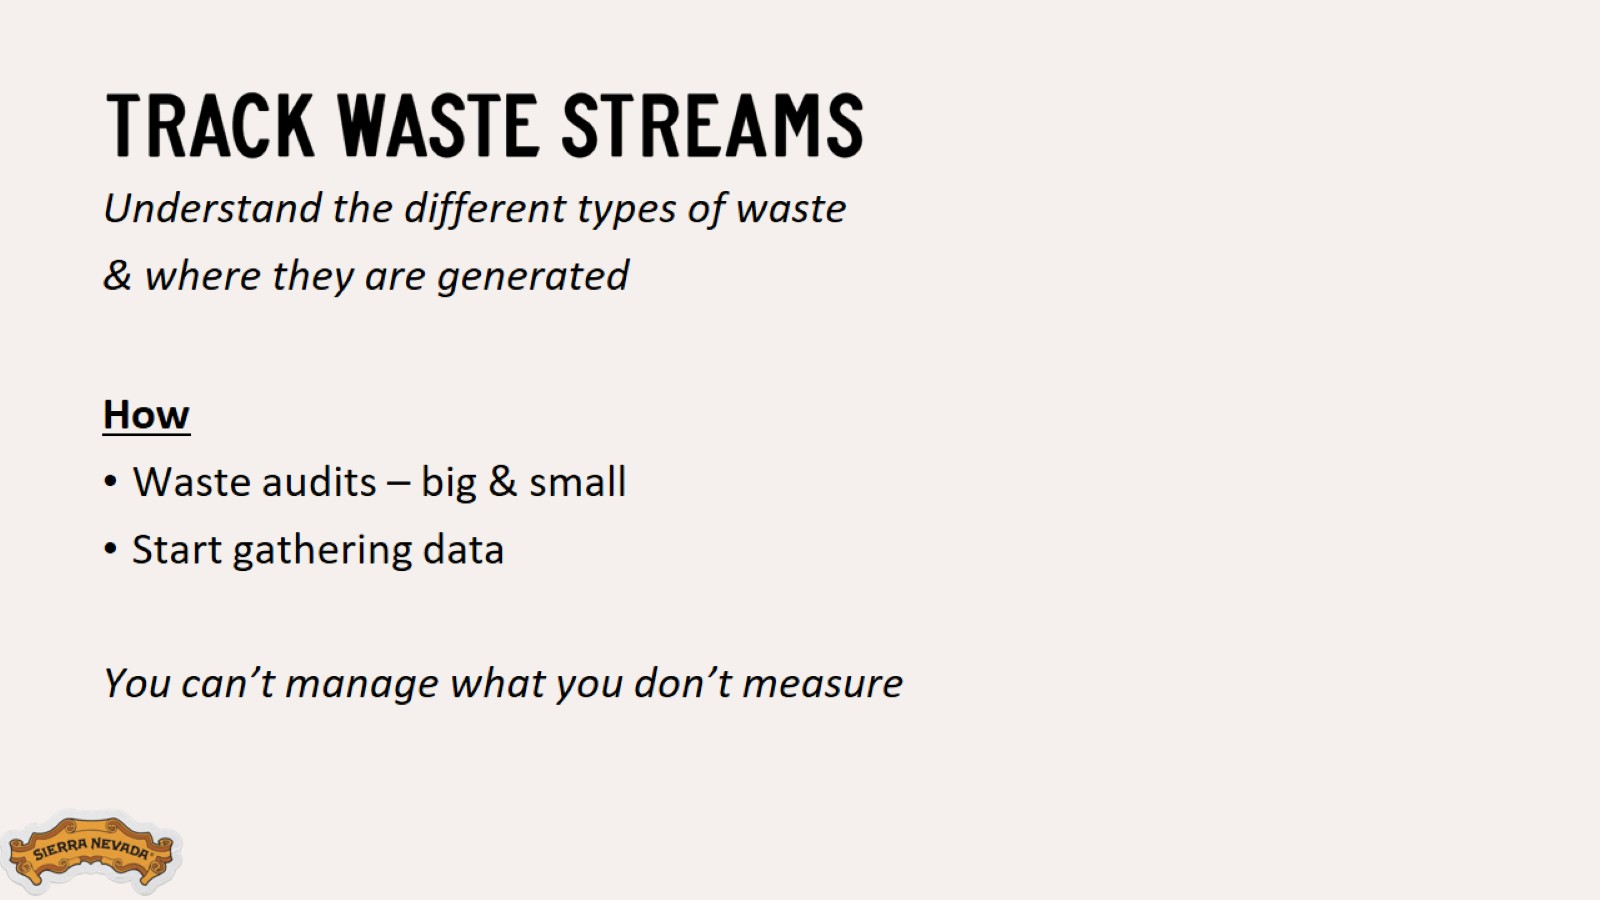 TRACK WASTE STREAMS
Understand the different types of waste
& where they are generated
How
• Waste audits – big & small
• Start gathering data
You can’t manage what you don’t measure
SIERRA NEVADA